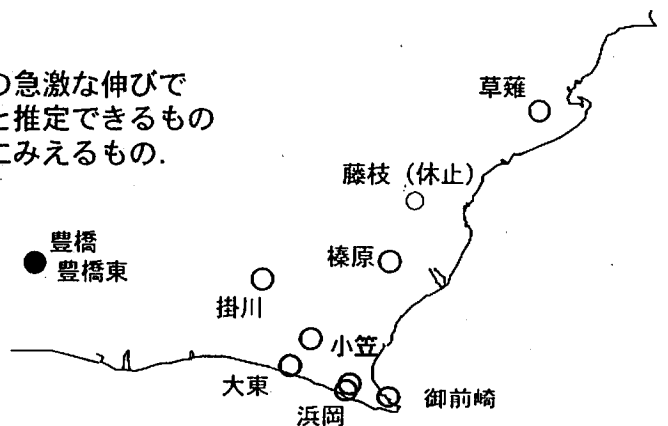 の急激な伸びで
と推定できるもの
にみえるもの.
草薙
藤枝（休止）
豊橋
豊橋東
榛原
掛川
小笠
大東
御前崎
浜岡